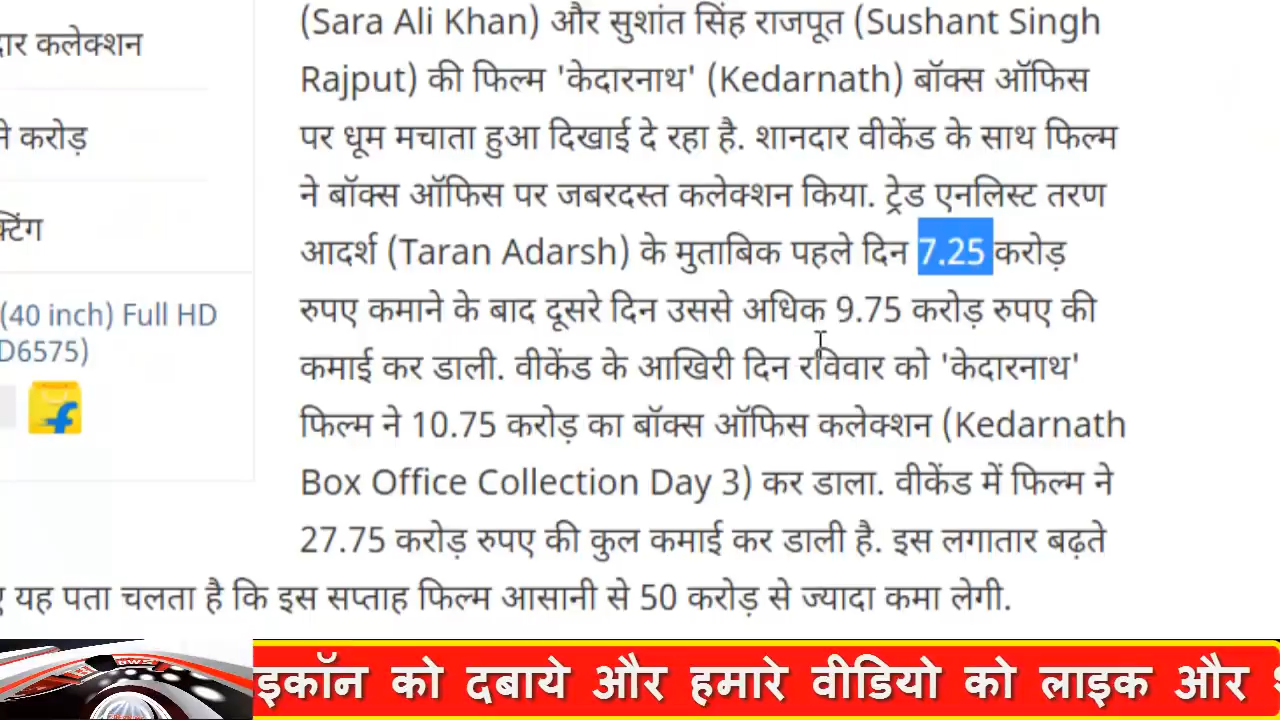 (Sara Ali Khan) और सुशांत सिंह राजपूत (Sushant Singh
Rajput) की फिल्म 'केदारनाथ' (Kedarnath) बॉक्स ऑफिस
पर धूम मचाता हुआ दिखाई दे रहा है. शानदार वीकेंड के साथ फिल्म
ने बॉक्स ऑफिस पर जबरदस्त कलेक्शन किया. ट्रेड एनलिस्ट तरण
आदर्श (Taran Adarsh) के मुताबिक पहले दिन 7.25 करोड़
रुपए कमाने के बाद दूसरे दिन उससे अधिक 9.75 करोड़ रुपए की
कमाई कर डाली. वीकेंड के आखिरी दिन रविवार को 'केदारनाथ'
फिल्म ने 10.75 करोड़ का बॉक्स ऑफिस कलेक्शन (Kedarnath
Box Office Collection Day 3) कर डाला. वीकेंड में फिल्म ने
27.75 करोड़ रुपए की कुल कमाई कर डाली है. इस लगातार बढ़ते
यह पता चलता है कि इस सप्ताह फिल्म आसानी से 50 करोड़ से ज्यादा कमा लेगी.
कलेक्शन
करोड़
(40 inch) Full HD
D6575)
इकॉन को दबाये और हमारे वीडियो को लाइक और